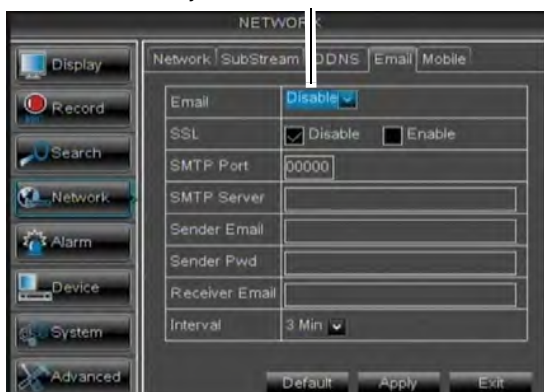 NETWORK
Display
Record
Search
Network
Alarm
Device
System
Advanced
Network SubStream DDNS Email Mobile
Email Disable
SSL Disable Enable
SMTP Port 00000
SMTP Server
Sender Email
Sender Pwd
Receiver Email
Interval 3 Min
Default Apply Exit